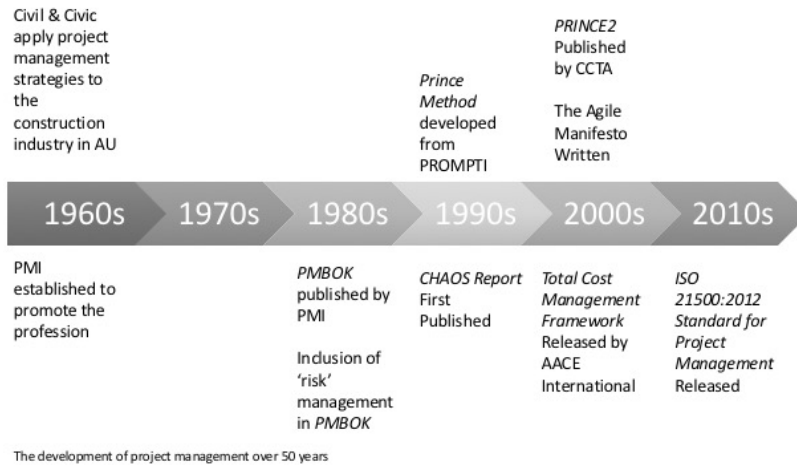 Civil & Civic
apply project
management
strategies to
the
construction
industry in AU
Prince
Method
developed
from
PROMPTI
PRINCE2
Published
by CCTA
The Agile
Manifesto
Written
1960s
1970s
1980s
1990s
2000s
2010s
PMI
established to
promote the
profession
PMBOK
published by
PMI
Inclusion of
'risk'
management
in PMBOK
CHAOS Report
First
Published
Total Cost
Management
Framework
Released by
AACE
International
ISO
21500:2012
Standard for
Project
Management
Released
The development of project management over 50 years